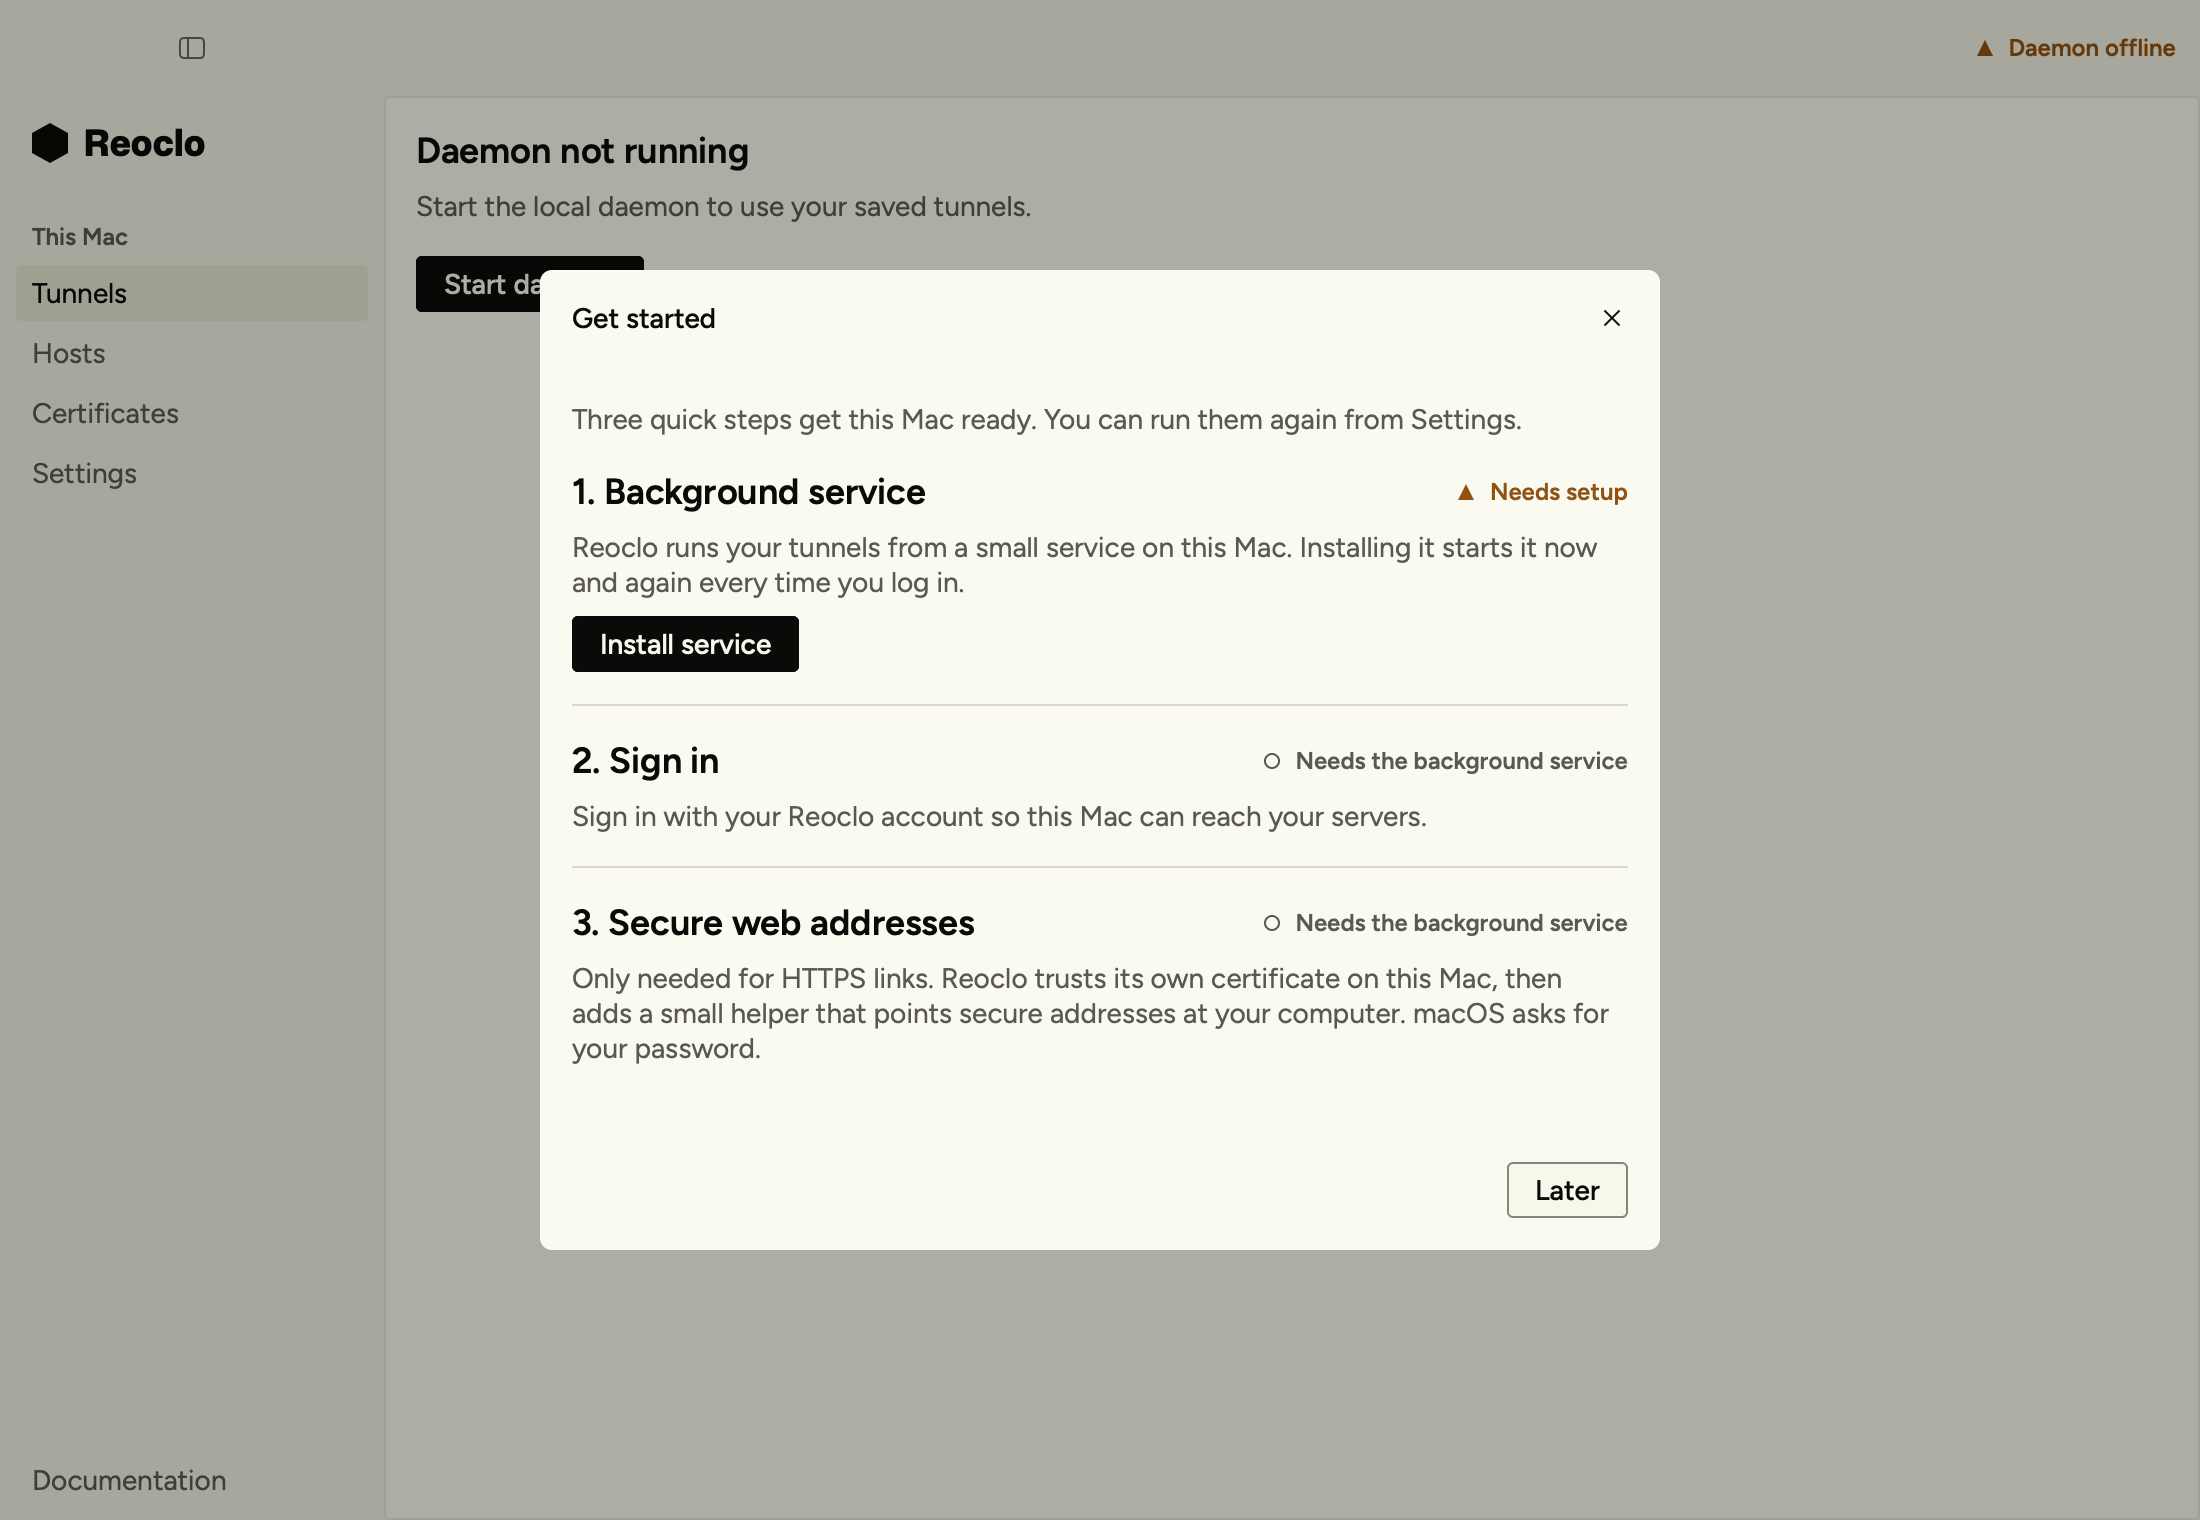 Daemon offline
Reoclo
This Mac
Tunnels
Hosts
Certificates
Settings
Documentation
Daemon not running
Start the local daemon to use your saved tunnels.
Start
Get started
Three quick steps get this Mac ready. You can run them again from Settings.
1. Background service
Needs setup
Reoclo runs your tunnels from a small service on this Mac. Installing it starts it now
and again every time you log in.
Install service
2. Sign in
Needs the background service
Sign in with your Reoclo account so this Mac can reach your servers.
3. Secure web addresses
Needs the background service
Only needed for HTTPS links. Reoclo trusts its own certificate on this Mac, then
adds a small helper that points secure addresses at your computer. macOS asks for
your password.
Later